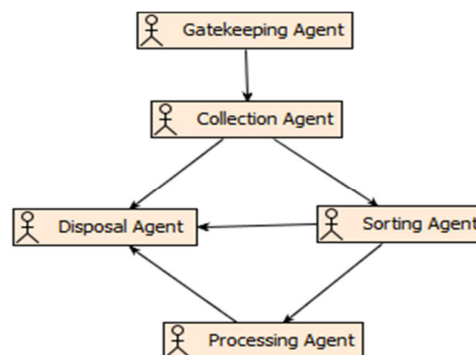 Gatekeeping Agent
Collection Agent
Disposal Agent
Sorting Agent
Processing Agent